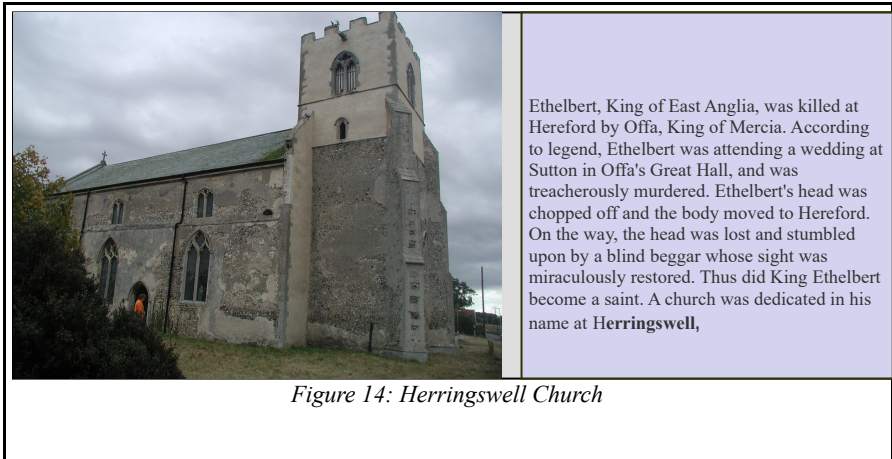 Ethelbert, King of East Anglia, was killed at
Hereford by Offa, King of Mercia. According
to legend, Ethelbert was attending a wedding at
Sutton in Offa's Great Hall, and was
treacherously murdered. Ethelbert's head was
chopped off and the body moved to Hereford.
On the way, the head was lost and stumbled
upon by a blind beggar whose sight was
miraculously restored. Thus did King Ethelbert
become a saint. A church was dedicated in his
name at Herringswell,
Figure 14: Herringswell Church